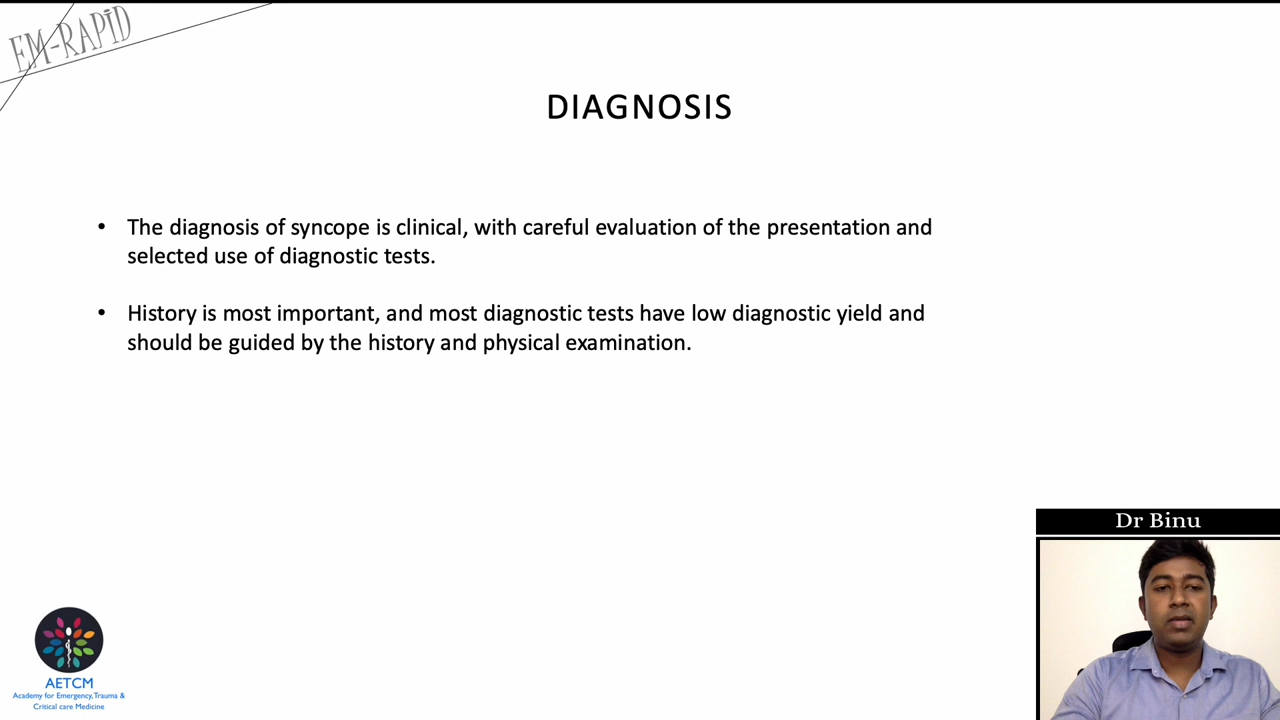 EM-RAPiD
DIAGNOSIS
• The diagnosis of syncope is clinical, with careful evaluation of the presentation and
selected use of diagnostic tests.
• History is most important, and most diagnostic tests have low diagnostic yield and
should be guided by the history and physical examination.
Dr Binu
AETCM
Academy for Emergency, Trauma &
Critical care Medicine